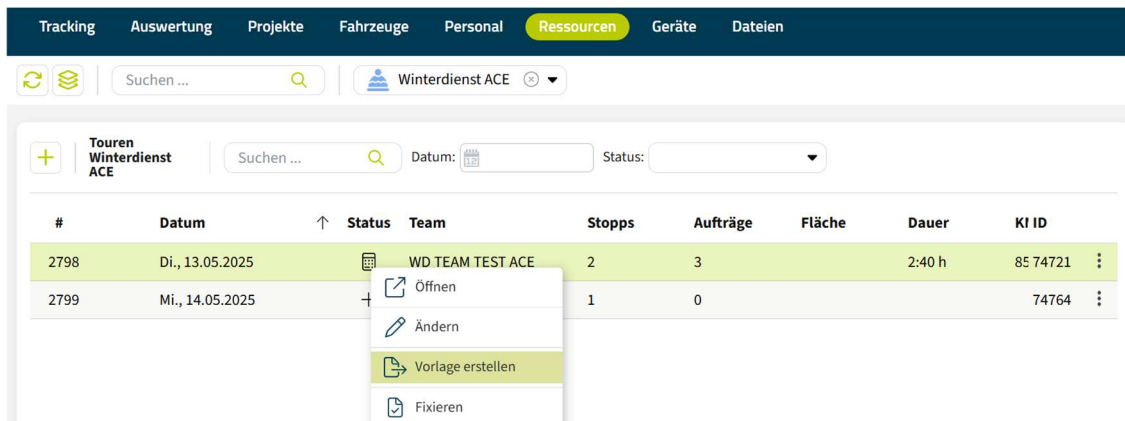 Tracking Auswertung Projekte Fahrzeuge Personal Ressourcen Geräte Dateien
Suchen ... Winterdienst ACE
Touren
Winterdienst
ACE
Suchen ... Datum: Status:
# Datum Status Team Stopps Aufträge Fläche Dauer ID
2798 Di., 13.05.2025 WD TEAM TEST ACE 2 3 2:40 h 85 74721
2799 Mi., 14.05.2025 1 0 74764
Öffnen
Ändern
Vorlage erstellen
Fixieren